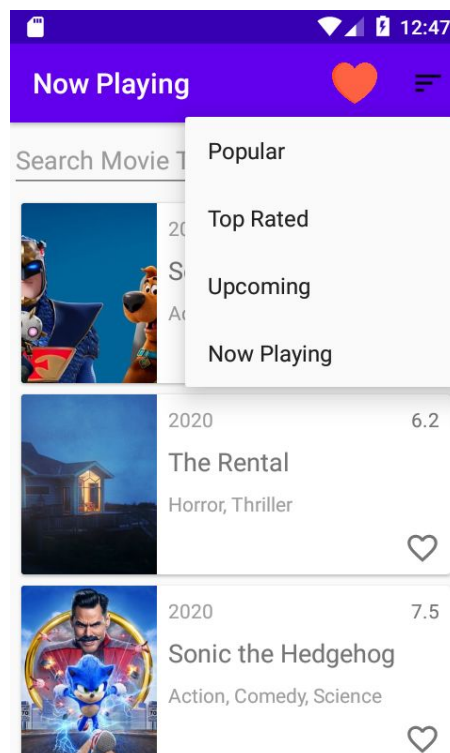 12:47
Now Playing
Search Movie
Popular
Top Rated
Upcoming
Now Playing
2020
6.2
The Rental
Horror, Thriller
2020
7.5
Sonic the Hedgehog
Action, Comedy, Science